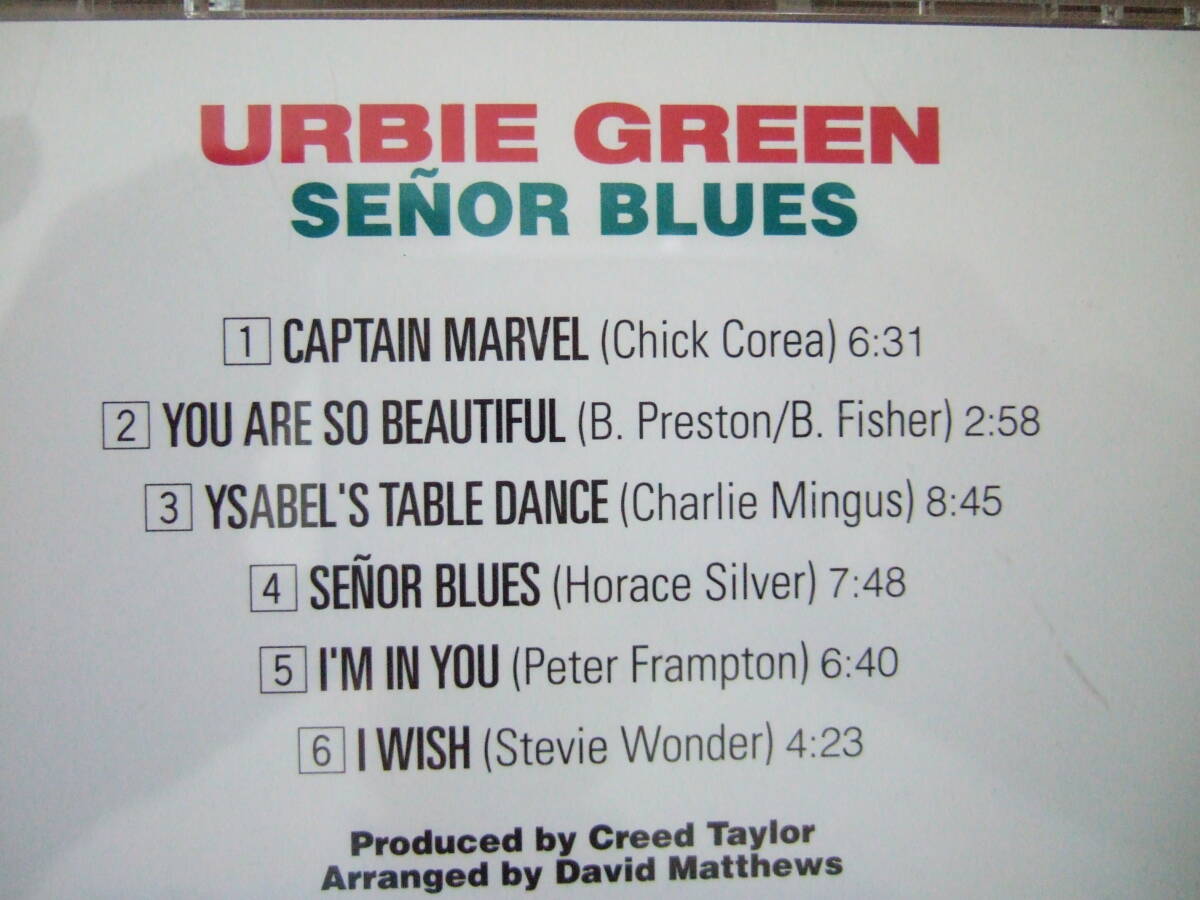 URBIE GREEN
SEÑOR BLUES
1 CAPTAIN MARVEL (Chick Corea) 6:31
2 YOU ARE SO BEAUTIFUL (B. Preston/B. Fisher) 2:58
3 YSABEL'S TABLE DANCE (Charlie Mingus) 8:45
4 SEÑOR BLUES (Horace Silver) 7:48
5 I'M IN YOU (Peter Frampton) 6:40
6 I WISH (Stevie Wonder) 4:23
Produced by Creed Taylor
Arranged by David Matthews